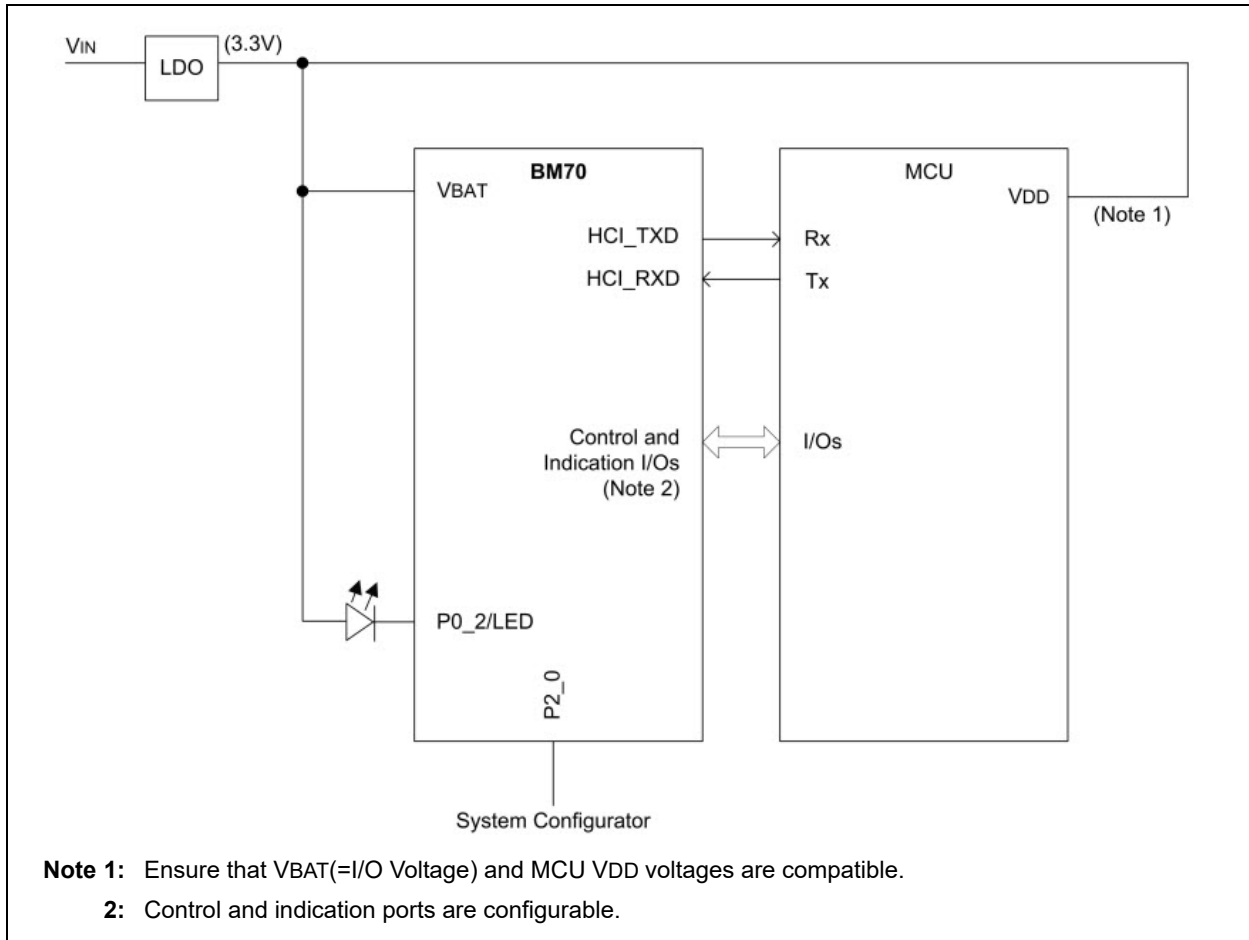 VIN
LDO
(3.3V)
BM70
MCU
VBAT
VDD
(Note 1)
HCI_TXD
Rx
HCI_RXD
Tx
Control and
Indication I/Os
(Note 2)
I/Os
P0_2/LED
P2_0
System Configurator
Note 1: Ensure that VBAT(=I/O Voltage) and MCU VDD voltages are compatible.
2: Control and indication ports are configurable.